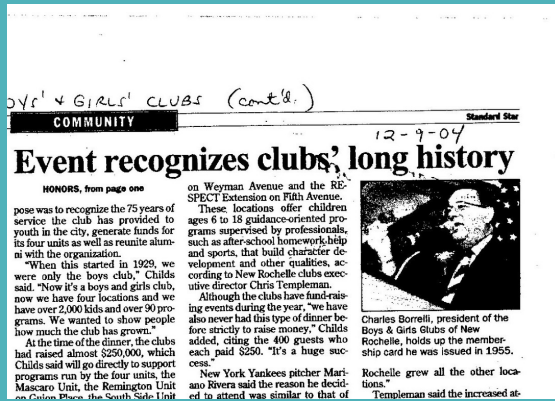 OYS' & GIRLS' CLUBS (cont'd.)
COMMUNITY
Standard Star
12-9-04
Event recognizes clubs' long history
HONORS, from page one
pose was to recognize the 75 years of
service the club has provided to
youth in the city, generate funds for
its four units as well as reunite alum-
ni with the organization.
"When this started in 1929, we
were only the boys club," Childs
said. "Now it's a boys and girls club,
now we have four locations and we
have over 2,000 kids and over 90 pro-
grams. We wanted to show people
how much the club has grown."
At the time of the dinner, the clubs
had raised almost $250,000, which
Childs said will go directly to support
programs run by the four units, the
Mascaro Unit, the Remington Unit
on Guion Place, the South Side Unit
on Weyman Avenue and the RE-
SPECT Extension on Fifth Avenue.
These locations offer children
ages 6 to 18 guidance-oriented pro-
grams supervised by professionals,
such as after-school homework help
and sports, that build character de-
velopment and other qualities, ac-
cording to New Rochelle clubs exec-
utive director Chris Templeman.
Although the clubs have fund-rais-
ing events during the year, "we have
also never had this type of dinner be-
fore strictly to raise money," Childs
added, citing the 400 guests who
each paid $250. "It's a huge suc-
cess."
New York Yankees pitcher Mari-
ano Rivera said the reason he decid-
ed to attend was similar to that of
Charles Borrelli, president of the
Boys & Girls Clubs of New
Rochelle, holds up the member-
ship card he was issued in 1955.
Rochelle grew all the other loca-
tions."
Templeman said the increased at-